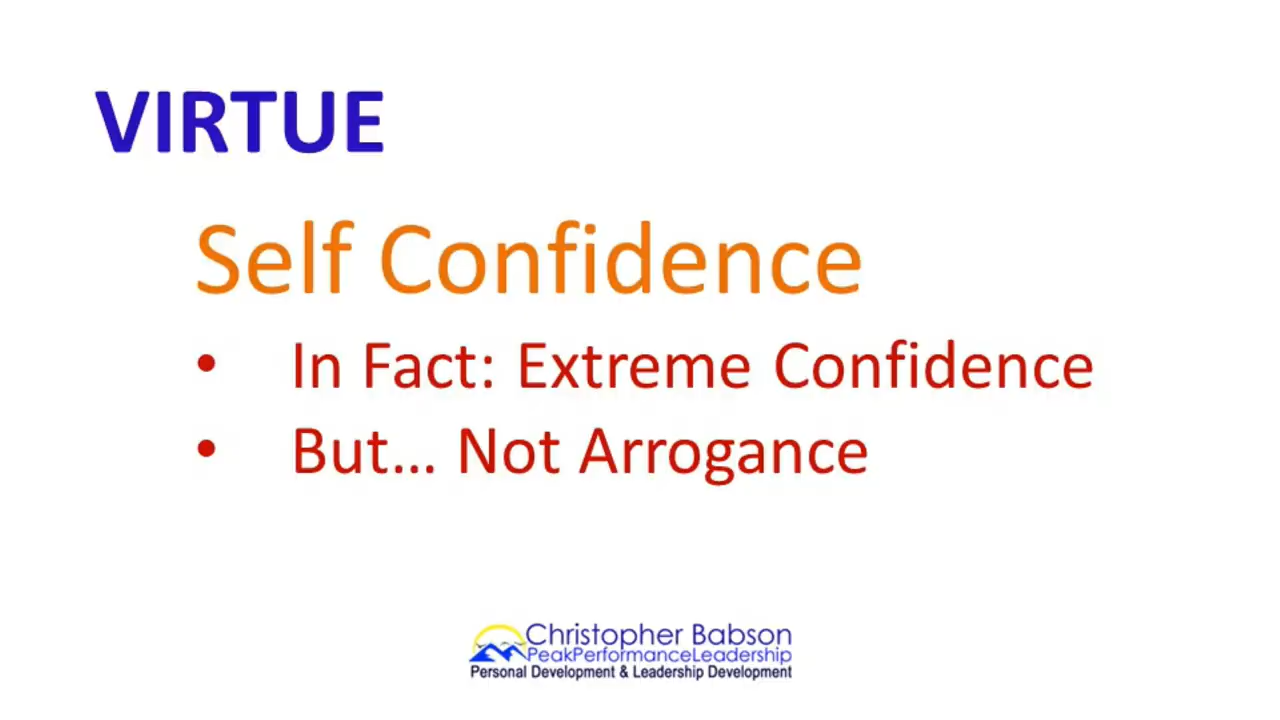 VIRTUE
Self Confidence
• In Fact: Extreme Confidence
• But... Not Arrogance
Christopher Babson
PeakPerformanceLeadership
Personal Development & Leadership Development